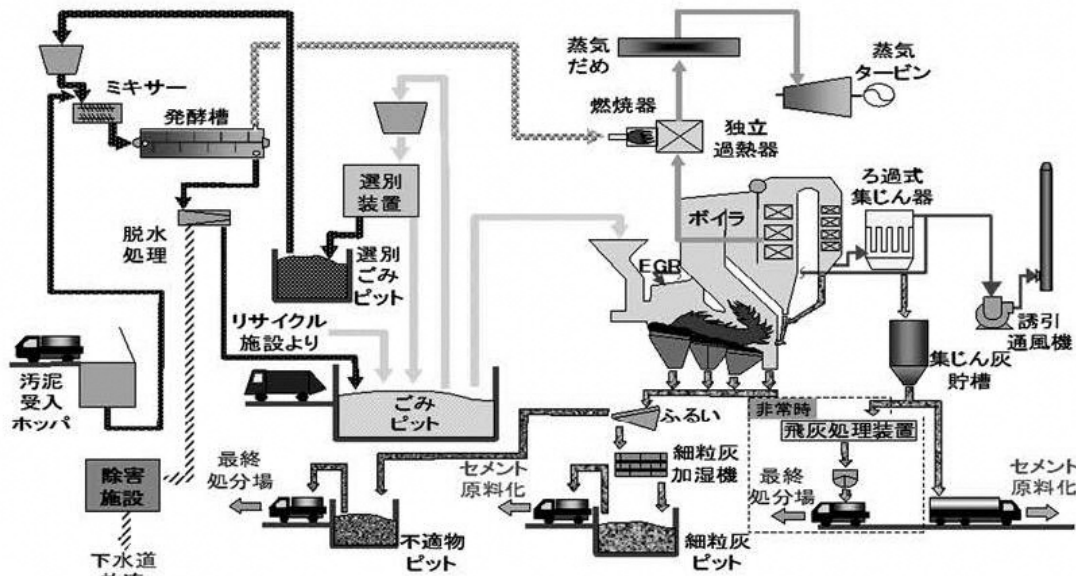 ミキサー
発酵槽
脱水
処理
汚泥
受入
ホッパ
除害
施設
下水道
選別
装置
選別
ごみ
ピット
リサイクル
施設より
ごみ
ピット
蒸気
だめ
蒸気
タービン
燃焼器
独立
過熱器
ボイラ
EGR
ろ過式
集じん器
誘引
通風機
集じん灰
貯槽
ふるい
非常時
飛灰処理装置
細粒灰
加湿機
最終
処分場
不適物
ピット
セメント
原料化
細粒灰
ピット
最終
処分場
セメント
原料化